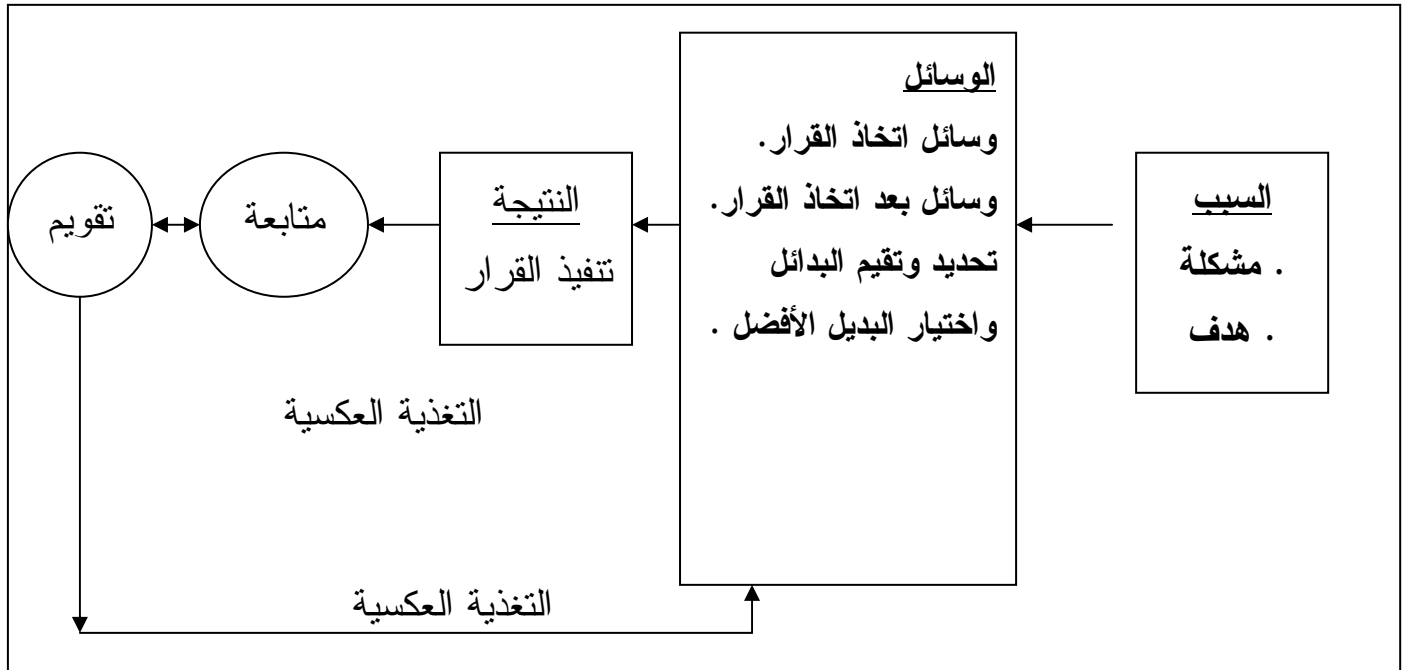 السبب
. مشكلة
. هدف
الوسائل
وسائل اتخاذ القرار.
وسائل بعد اتخاذ القرار.
تحديد وتقيم البدائل
واختيار البديل الأفضل .
النتيجة
تنفيذ القرار
متابعة
تقويم
التغذية العكسية
التغذية العكسية